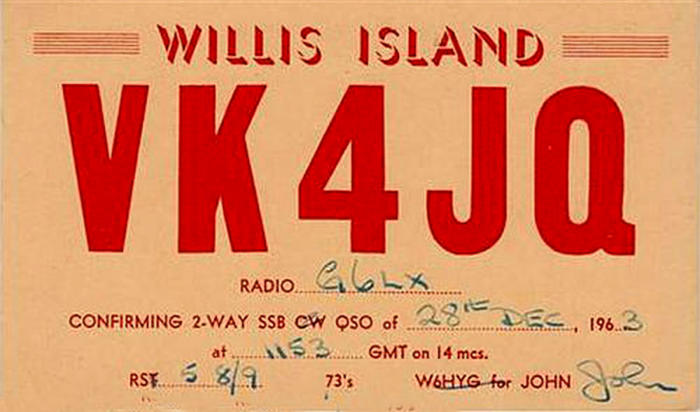 WILLIS ISLAND
VK4JQ
RADIO G6LX
CONFIRMING 2-WAY SSB CW QSO of 28TH DEC, 1963
at 1153 GMT on 14 mcs.
RST 5 8/9 73's W6HYG for JOHN John